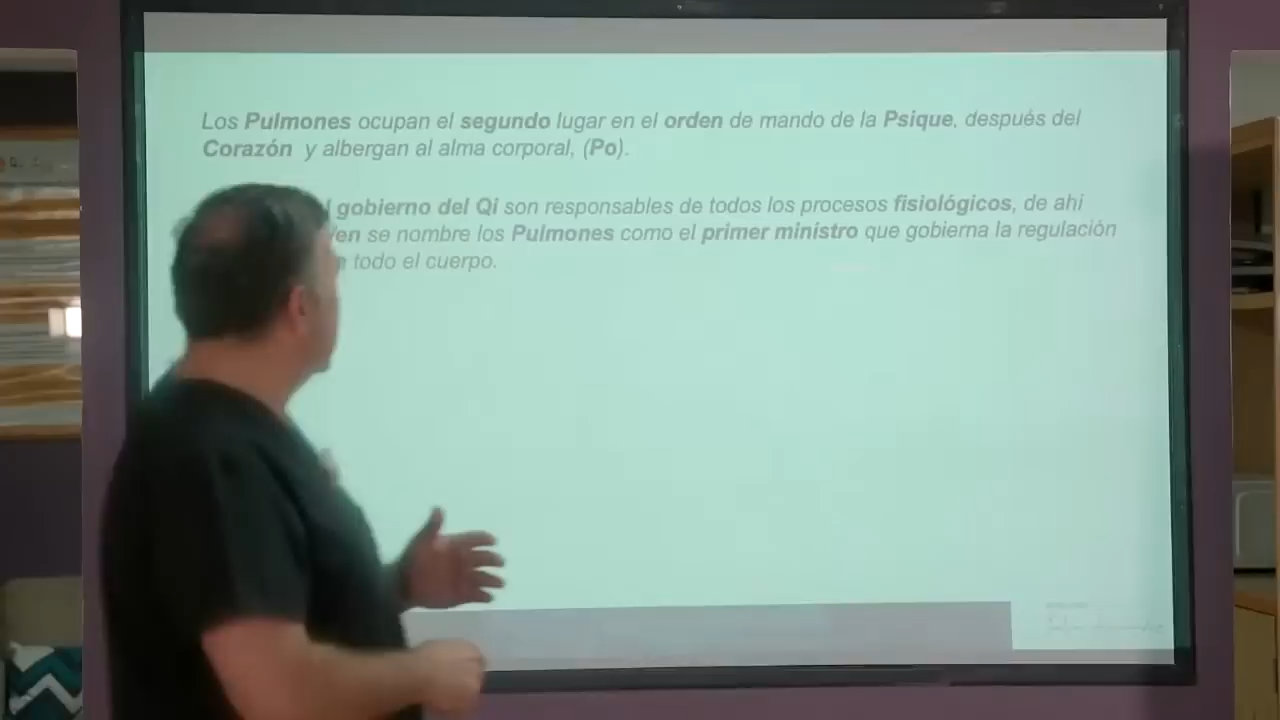 Los Pulmones ocupan el segundo lugar en el orden de mando de la Psique, después del
Corazón y albergan al alma corporal, (Po).
gobierno del Qi son responsables de todos los procesos fisiológicos, de ahí
se nombre los Pulmones como el primer ministro que gobierna la regulación
todo el cuerpo.